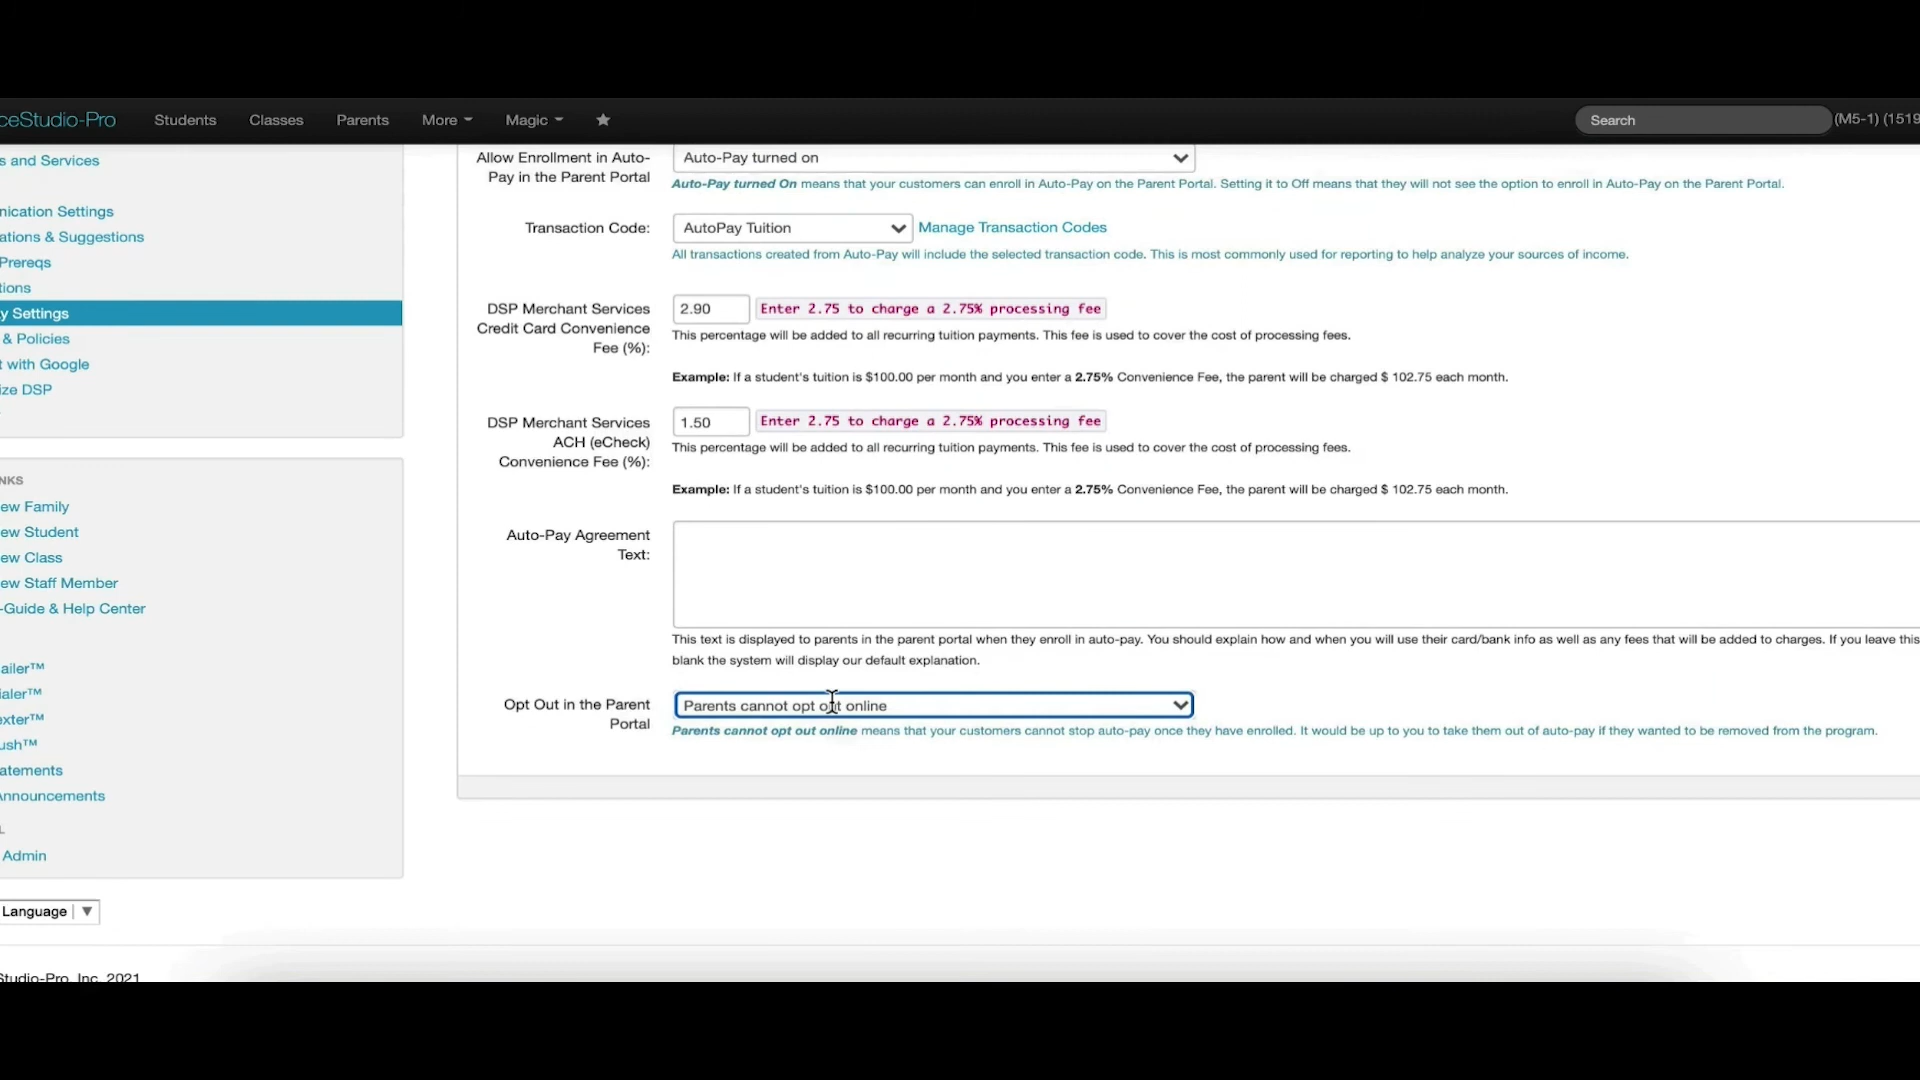 ceStudio-Pro
Students
Classes
Parents
More
Magic
Search
(M5-1) (1519
s and Services
nication Settings
ations & Suggestions
Prereqs
tions
y Settings
& Policies
t with Google
ize DSP
NKS
ew Family
ew Student
ew Class
ew Staff Member
-Guide & Help Center
ailer™
ialer™
exter™
ush™
atements
Announcements
L
Admin
Language
Studio-Pro, Inc. 2021
Allow Enrollment in Auto-
Pay in the Parent Portal
Auto-Pay turned on
Auto-Pay turned On means that your customers can enroll in Auto-Pay on the Parent Portal. Setting it to Off means that they will not see the option to enroll in Auto-Pay on the Parent Portal.
Transaction Code:
AutoPay Tuition
Manage Transaction Codes
All transactions created from Auto-Pay will include the selected transaction code. This is most commonly used for reporting to help analyze your sources of income.
DSP Merchant Services
Credit Card Convenience
Fee (%):
2.90
Enter 2.75 to charge a 2.75% processing fee
This percentage will be added to all recurring tuition payments. This fee is used to cover the cost of processing fees.
Example: If a student's tuition is $100.00 per month and you enter a 2.75% Convenience Fee, the parent will be charged $ 102.75 each month.
DSP Merchant Services
ACH (eCheck)
Convenience Fee (%):
1.50
Enter 2.75 to charge a 2.75% processing fee
This percentage will be added to all recurring tuition payments. This fee is used to cover the cost of processing fees.
Example: If a student's tuition is $100.00 per month and you enter a 2.75% Convenience Fee, the parent will be charged $ 102.75 each month.
Auto-Pay Agreement
Text:
This text is displayed to parents in the parent portal when they enroll in auto-pay. You should explain how and when you will use their card/bank info as well as any fees that will be added to charges. If you leave this
blank the system will display our default explanation.
Opt Out in the Parent
Portal
Parents cannot opt out online
Parents cannot opt out online means that your customers cannot stop auto-pay once they have enrolled. It would be up to you to take them out of auto-pay if they wanted to be removed from the program.